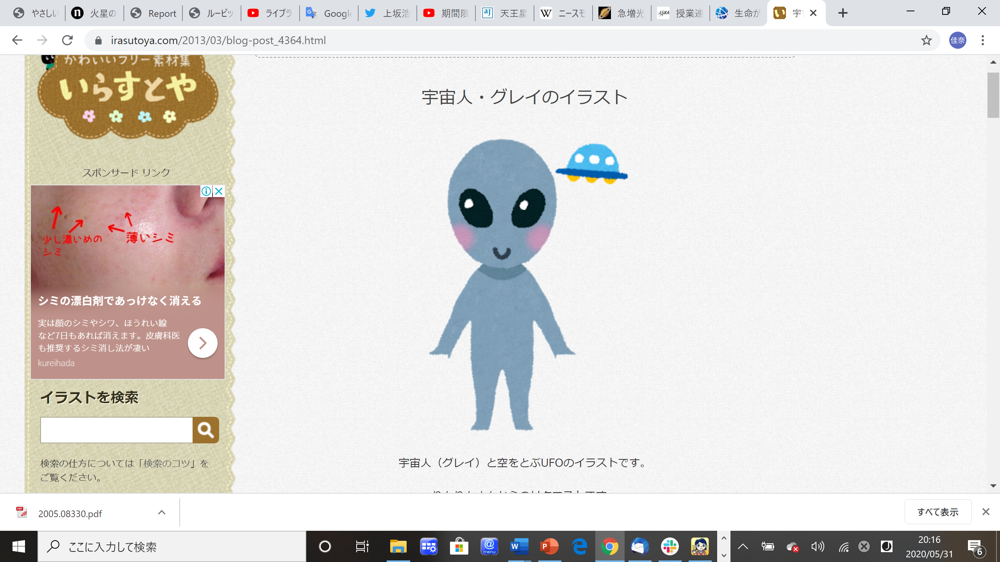 やさしい
火星の
Report
ルービッ
ライブラ
Google
上坂浩
期間限
天王星
ニースモ
急増光
授業連
生命が
宇宙
irasutoya.com/2013/03/blog-post_4364.html
佳奈
かわいいフリー素材集
いらすとや
宇宙人・グレイのイラスト
スポンサード リンク
少し濃いめの
シミ
薄いシミ
シミの漂白剤であっけなく消える
実は顔のシミやシワ、ほうれい線
など7日もあれば消えます。皮膚科医
も推奨するシミ消し法が凄い
kureihada
イラストを検索
検索の仕方については「検索のコツ」を
ご覧ください。
宇宙人（グレイ）と空をとぶUFOのイラストです。
2005.08330.pdf
すべて表示
ここに入力して検索
menu
20:16
2020/05/31
6